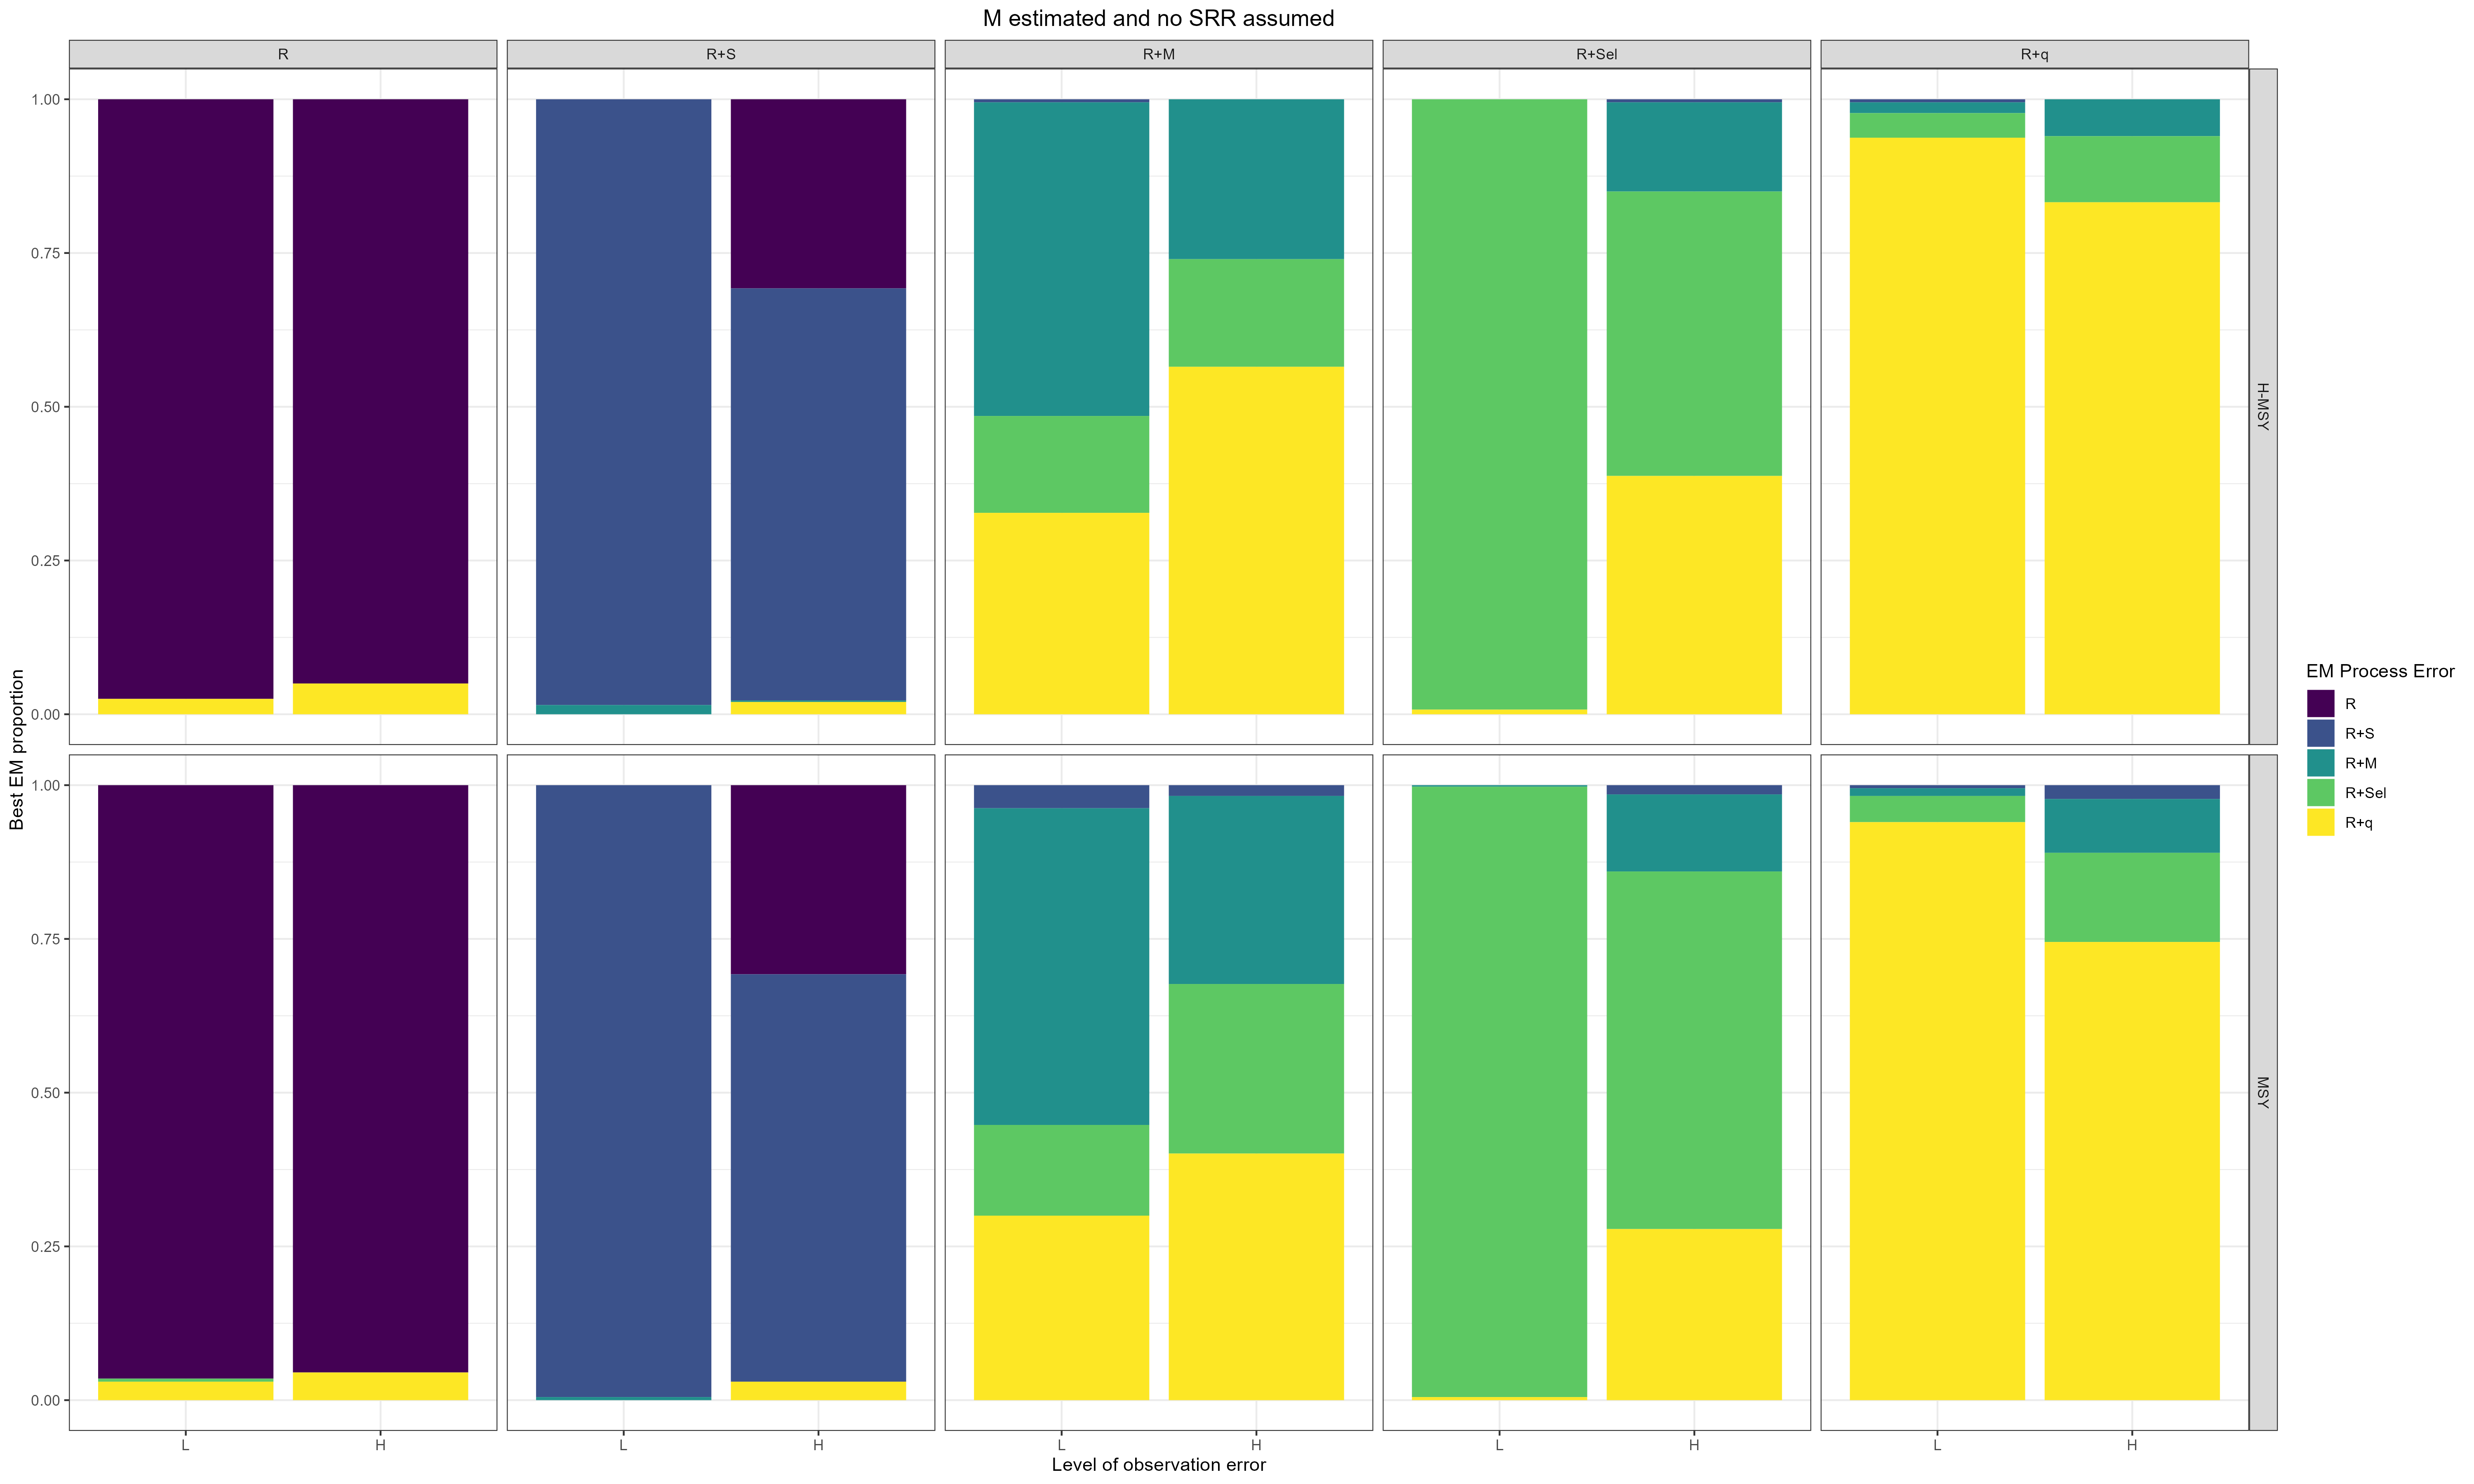 M estimated and no SRR assumed
R
R+S
R+M
R+Sel
R+q
Best EM proportion
1.00
0.75
0.50
0.25
0.00
H-MSY
1.00
0.75
0.50
0.25
0.00
MSY
L
H
L
H
L
H
L
H
L
H
Level of observation error
EM Process Error
R
R+S
R+M
R+Sel
R+q